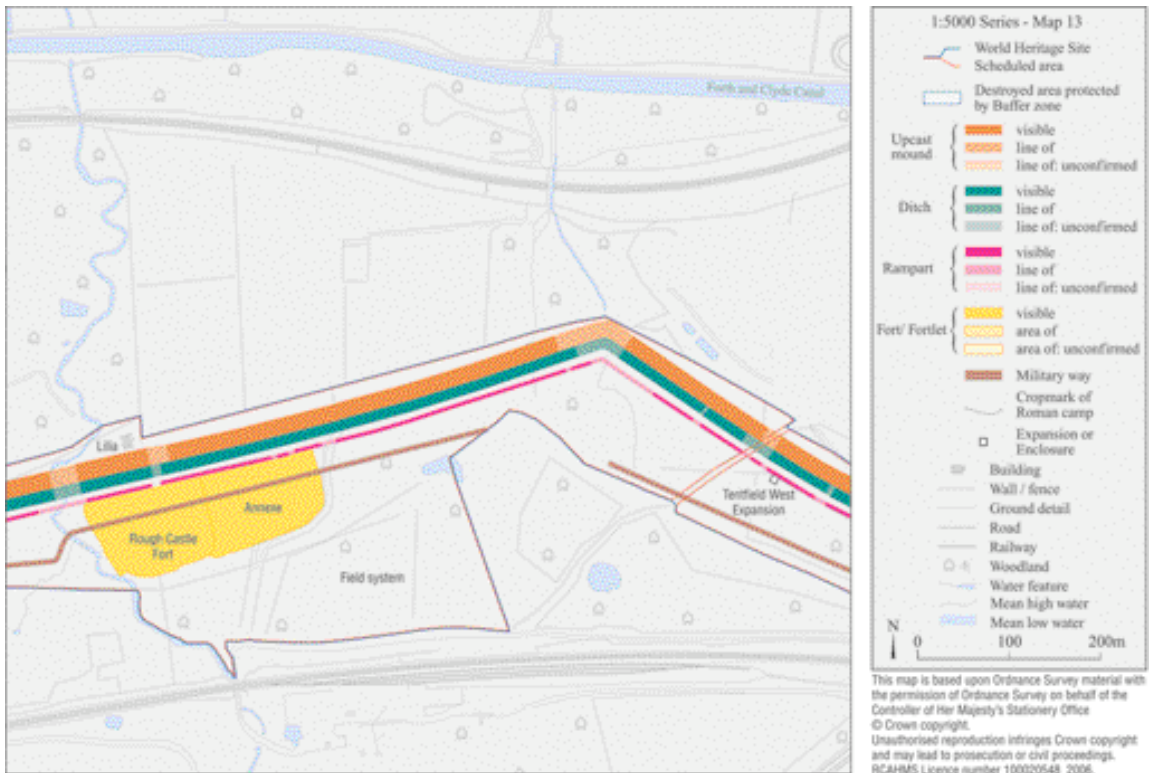 Forth and Clyde Canal
Lilia
Annexe
Rough Castle
Fort
Field system
Tentfield West
Expansion
1:5000 Series - Map 13
World Heritage Site
Scheduled area
Destroyed area protected
by Buffer zone
Upcast
mound
visible
line of
line of: unconfirmed
Ditch
visible
line of
line of: unconfirmed
Rampart
visible
line of
line of: unconfirmed
Fort/ Fortlet
visible
area of
area of: unconfirmed
Military way
Cropmark of
Roman camp
Expansion or
Enclosure
Building
Wall / fence
Ground detail
Road
Railway
Woodland
Water feature
Mean high water
Mean low water
N
0 100 200m
This map is based upon Ordnance Survey material with
the permission of Ordnance Survey on behalf of the
Controller of Her Majesty's Stationery Office
© Crown copyright.
Unauthorised reproduction infringes Crown copyright
and may lead to prosecution or civil proceedings.
RCAHMS Licence number 100020548, 2006.